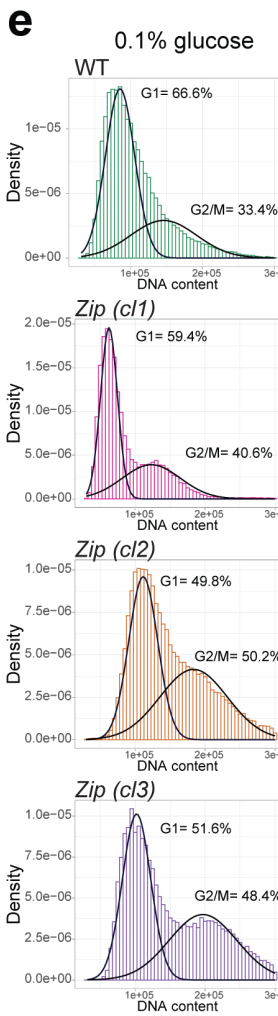 e
0.1% glucose
WT
G1= 66.6%
G2/M= 33.4%
Density
1e−05
5e−06
0e+00
1e+05 2e+05 3e+
DNA content
Zip (cl1)
G1= 59.4%
G2/M= 40.6%
Density
2.0e−05
1.5e−05
1.0e−05
5.0e−06
0.0e+00
1e+05 2e+05 3e+
DNA content
Zip (cl2)
G1= 49.8%
G2/M= 50.2%
Density
1.0e−05
7.5e−06
5.0e−06
2.5e−06
0.0e+00
1e+05 2e+05 3e+
DNA content
Zip (cl3)
G1= 51.6%
G2/M= 48.4%
Density
1.0e−05
7.5e−06
5.0e−06
2.5e−06
0.0e+00
1e+05 2e+05 3e+
DNA content